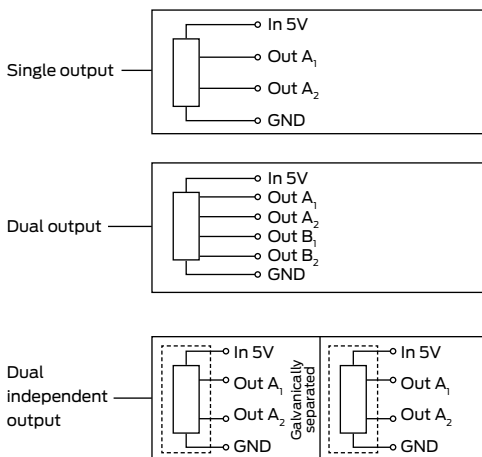 Single output
In 5V
Out A₁
Out A₂
GND
Dual output
In 5V
Out A₁
Out A₂
Out B₁
Out B₂
GND
Dual
independent
output
In 5V
Out A₁
Out A₂
GND
Galvanically
separated
In 5V
Out A₁
Out A₂
GND